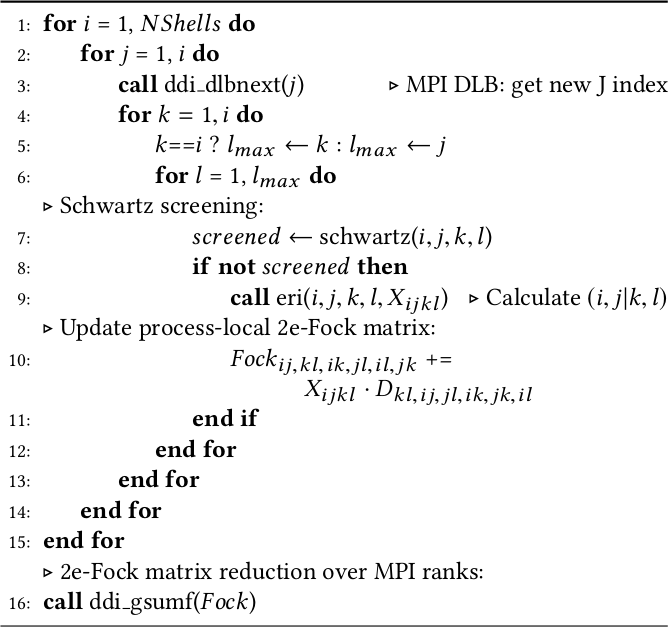 1: for i = 1, NShells do
2: for j = 1, i do
3: call ddi_dlbnext(j) ▹ MPI DLB: get new J index
4: for k = 1, i do
5: k==i ? l_max ← k : l_max ← j
6: for l = 1, l_max do
▹ Schwartz screening:
7: screened ← schwartz(i, j, k, l)
8: if not screened then
9: call eri(i, j, k, l, X_ijkl) ▹ Calculate (i, j|k, l)
▹ Update process-local 2e-Fock matrix:
10: Fock_ij,kl,ik,jl,il,jk +=
X_ijkl · D_kl,ij,jl,ik,jk,il
11: end if
12: end for
13: end for
14: end for
15: end for
▹ 2e-Fock matrix reduction over MPI ranks:
16: call ddi_gsumf(Fock)